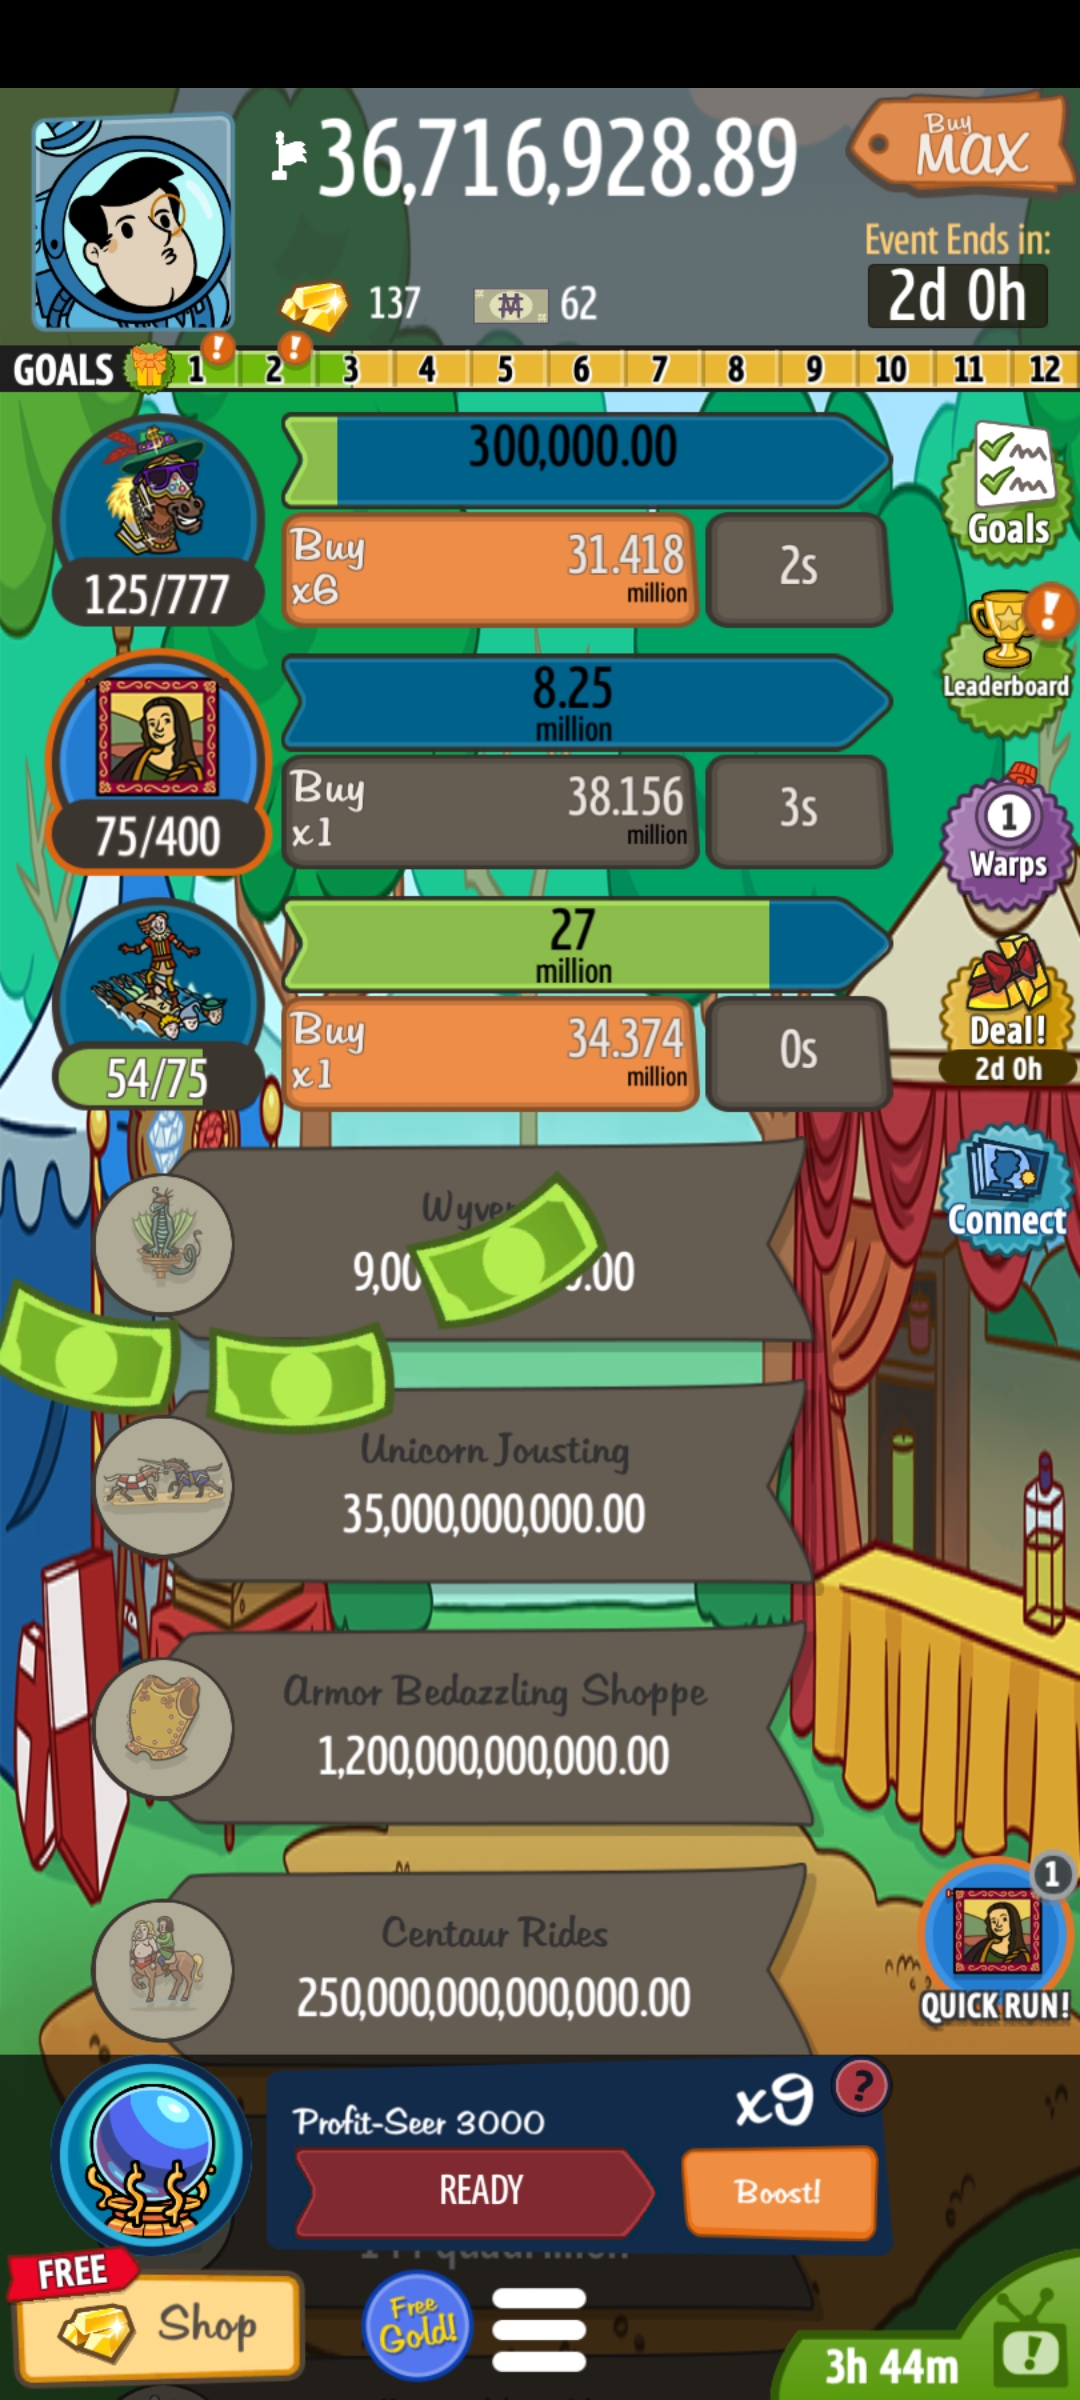 36,716,928.89
Buy
MAX
Event Ends in:
2d 0h
137
62
GOALS 1 2 3 4 5 6 7 8 9 10 11 12
!
!
300,000.00
Buy
x6
31.418
million
2s
125/777
Goals
!
Leaderboard
8.25
million
Buy
x1
38.156
million
3s
75/400
1
Warps
27
million
Buy
x1
34.374
million
0s
54/75
Deal!
2d 0h
Connect
Unicorn Jousting
35,000,000,000.00
Armor Bedazzling Shoppe
1,200,000,000,000.00
Centaur Rides
250,000,000,000,000.00
1
QUICK RUN!
Profit-Seer 3000
x9
?
READY
Boost!
FREE
Shop
Free
Gold!
3h 44m
!